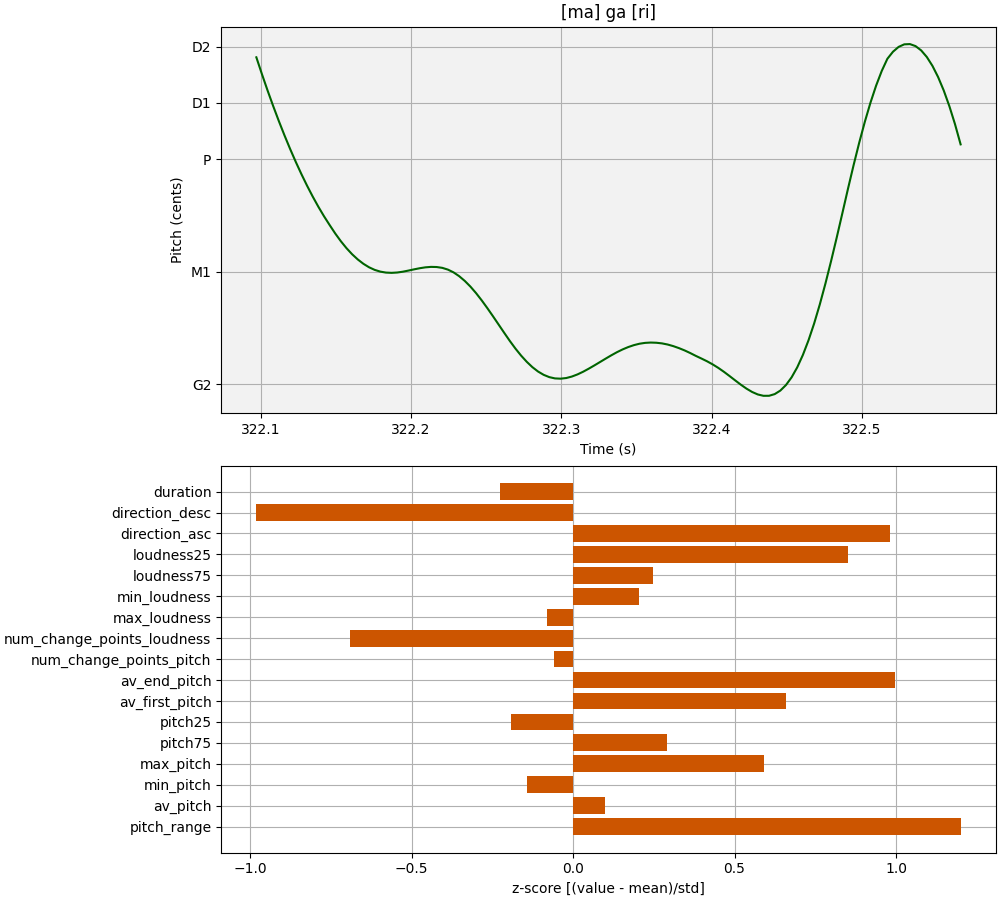 [ma] ga [ri]
D2
D1
P
M1
G2
Pitch (cents)
322.1 322.2 322.3 322.4 322.5
Time (s)
duration
direction_desc
direction_asc
loudness25
loudness75
min_loudness
max_loudness
num_change_points_loudness
num_change_points_pitch
av_end_pitch
av_first_pitch
pitch25
pitch75
max_pitch
min_pitch
av_pitch
pitch_range
−1.0 −0.5 0.0 0.5 1.0
z-score [(value - mean)/std]